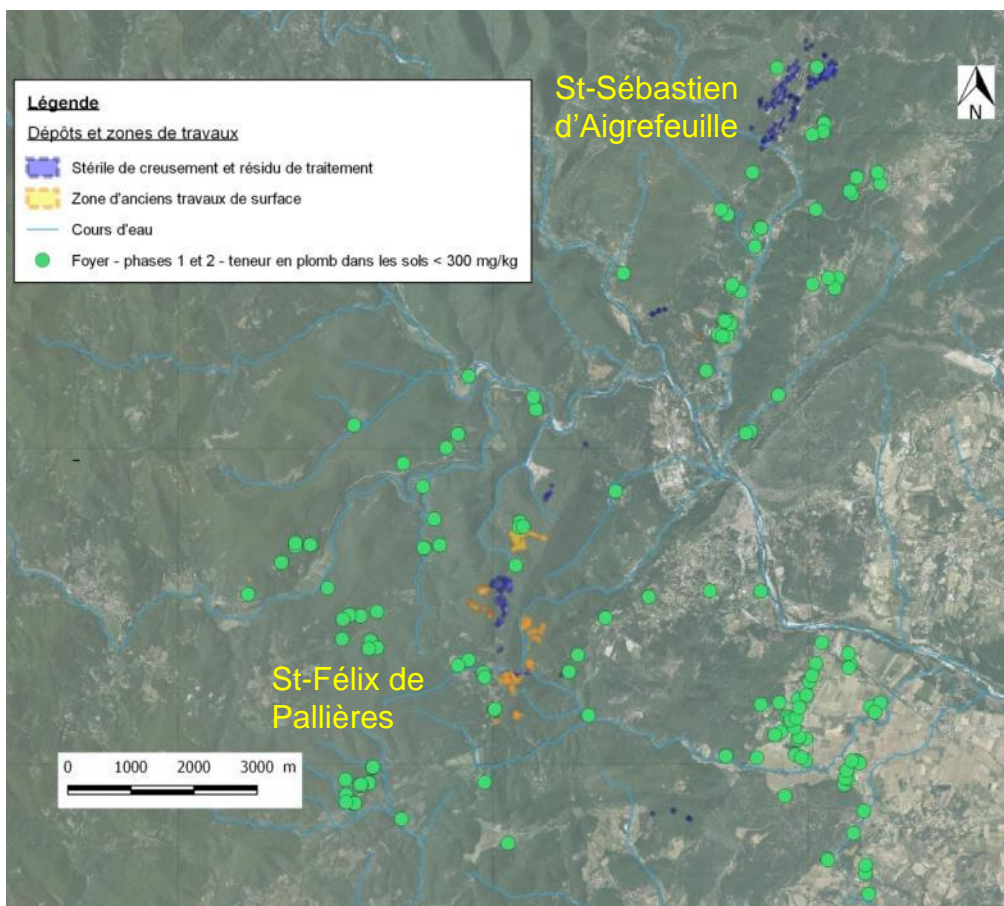 St-Sébastien
d'Aigrefeuille
N
Légende
Dépôts et zones de travaux
Stérile de creusement et résidu de traitement
Zone d'anciens travaux de surface
Cours d'eau
Foyer - phases 1 et 2 - teneur en plomb dans les sols < 300 mg/kg
St-Félix de
Pallières
0 1000 2000 3000 m